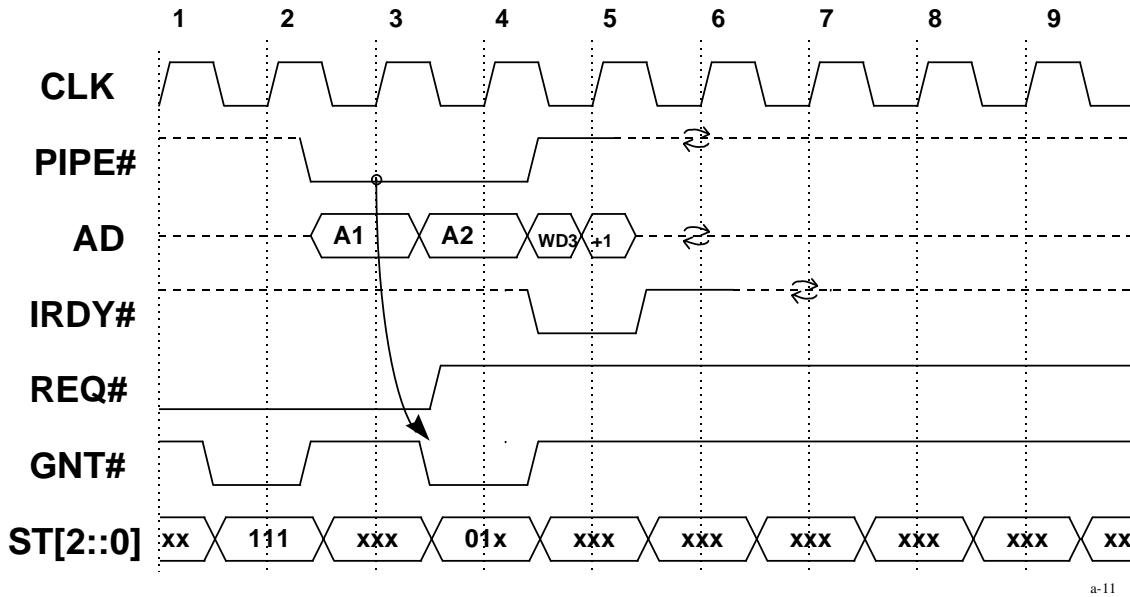 1 2 3 4 5 6 7 8 9
CLK
PIPE#
AD A1 A2 WD3 +1
IRDY#
REQ#
GNT#
ST[2::0] xx 111 xxx 01x xxx xxx xxx xxx xxx xx
a-11